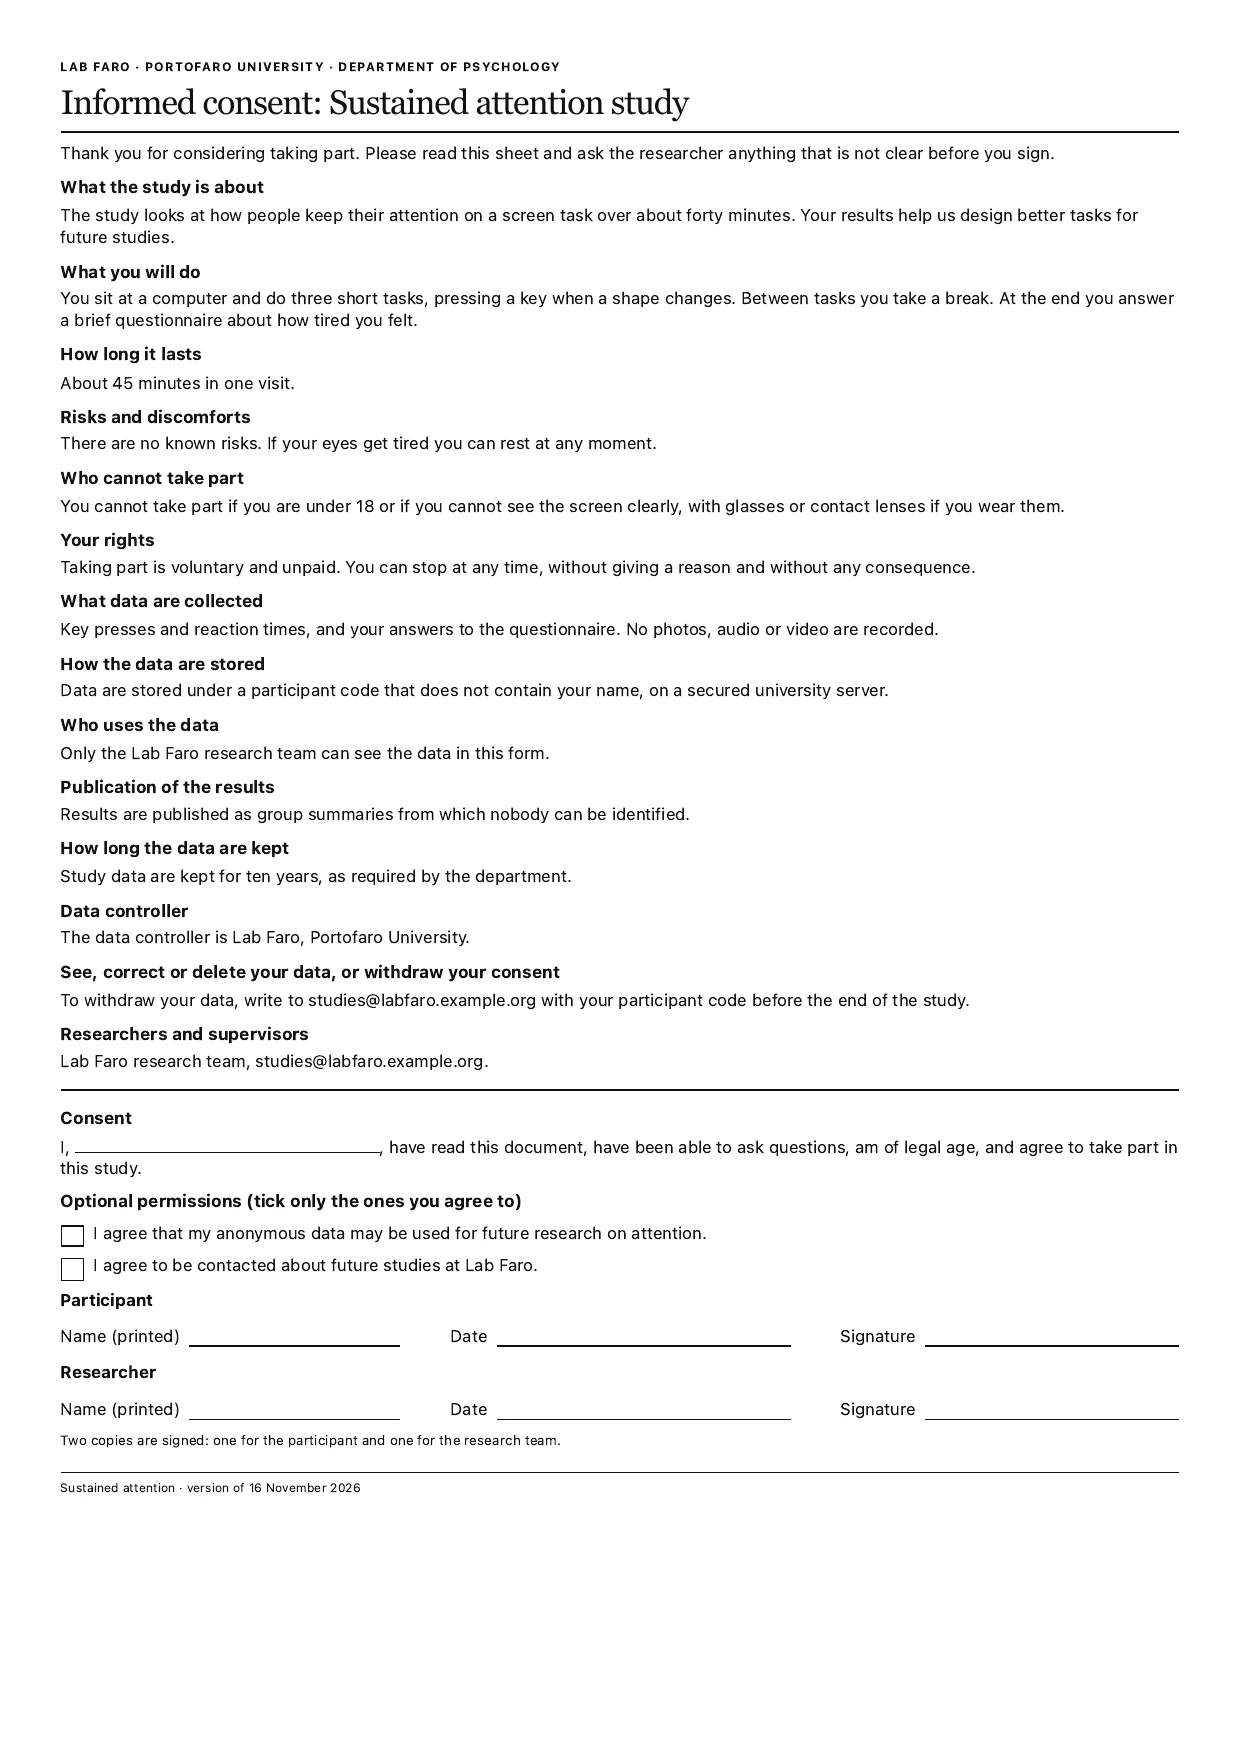 LAB FARO · PORTOFARO UNIVERSITY · DEPARTMENT OF PSYCHOLOGY
Informed consent: Sustained attention study
Thank you for considering taking part. Please read this sheet and ask the researcher anything that is not clear before you sign.
What the study is about
The study looks at how people keep their attention on a screen task over about forty minutes. Your results help us design better tasks for
future studies.
What you will do
You sit at a computer and do three short tasks, pressing a key when a shape changes. Between tasks you take a break. At the end you answer
a brief questionnaire about how tired you felt.
How long it lasts
About 45 minutes in one visit.
Risks and discomforts
There are no known risks. If your eyes get tired you can rest at any moment.
Who cannot take part
You cannot take part if you are under 18 or if you cannot see the screen clearly, with glasses or contact lenses if you wear them.
Your rights
Taking part is voluntary and unpaid. You can stop at any time, without giving a reason and without any consequence.
What data are collected
Key presses and reaction times, and your answers to the questionnaire. No photos, audio or video are recorded.
How the data are stored
Data are stored under a participant code that does not contain your name, on a secured university server.
Who uses the data
Only the Lab Faro research team can see the data in this form.
Publication of the results
Results are published as group summaries from which nobody can be identified.
How long the data are kept
Study data are kept for ten years, as required by the department.
Data controller
The data controller is Lab Faro, Portofaro University.
See, correct or delete your data, or withdraw your consent
To withdraw your data, write to studies@labfaro.example.org with your participant code before the end of the study.
Researchers and supervisors
Lab Faro research team, studies@labfaro.example.org.
Consent
I, , have read this document, have been able to ask questions, am of legal age, and agree to take part in
this study.
Optional permissions (tick only the ones you agree to)
I agree that my anonymous data may be used for future research on attention.
I agree to be contacted about future studies at Lab Faro.
Participant
Name (printed) Date Signature
Researcher
Name (printed) Date Signature
Two copies are signed: one for the participant and one for the research team.
Sustained attention · version of 16 November 2026